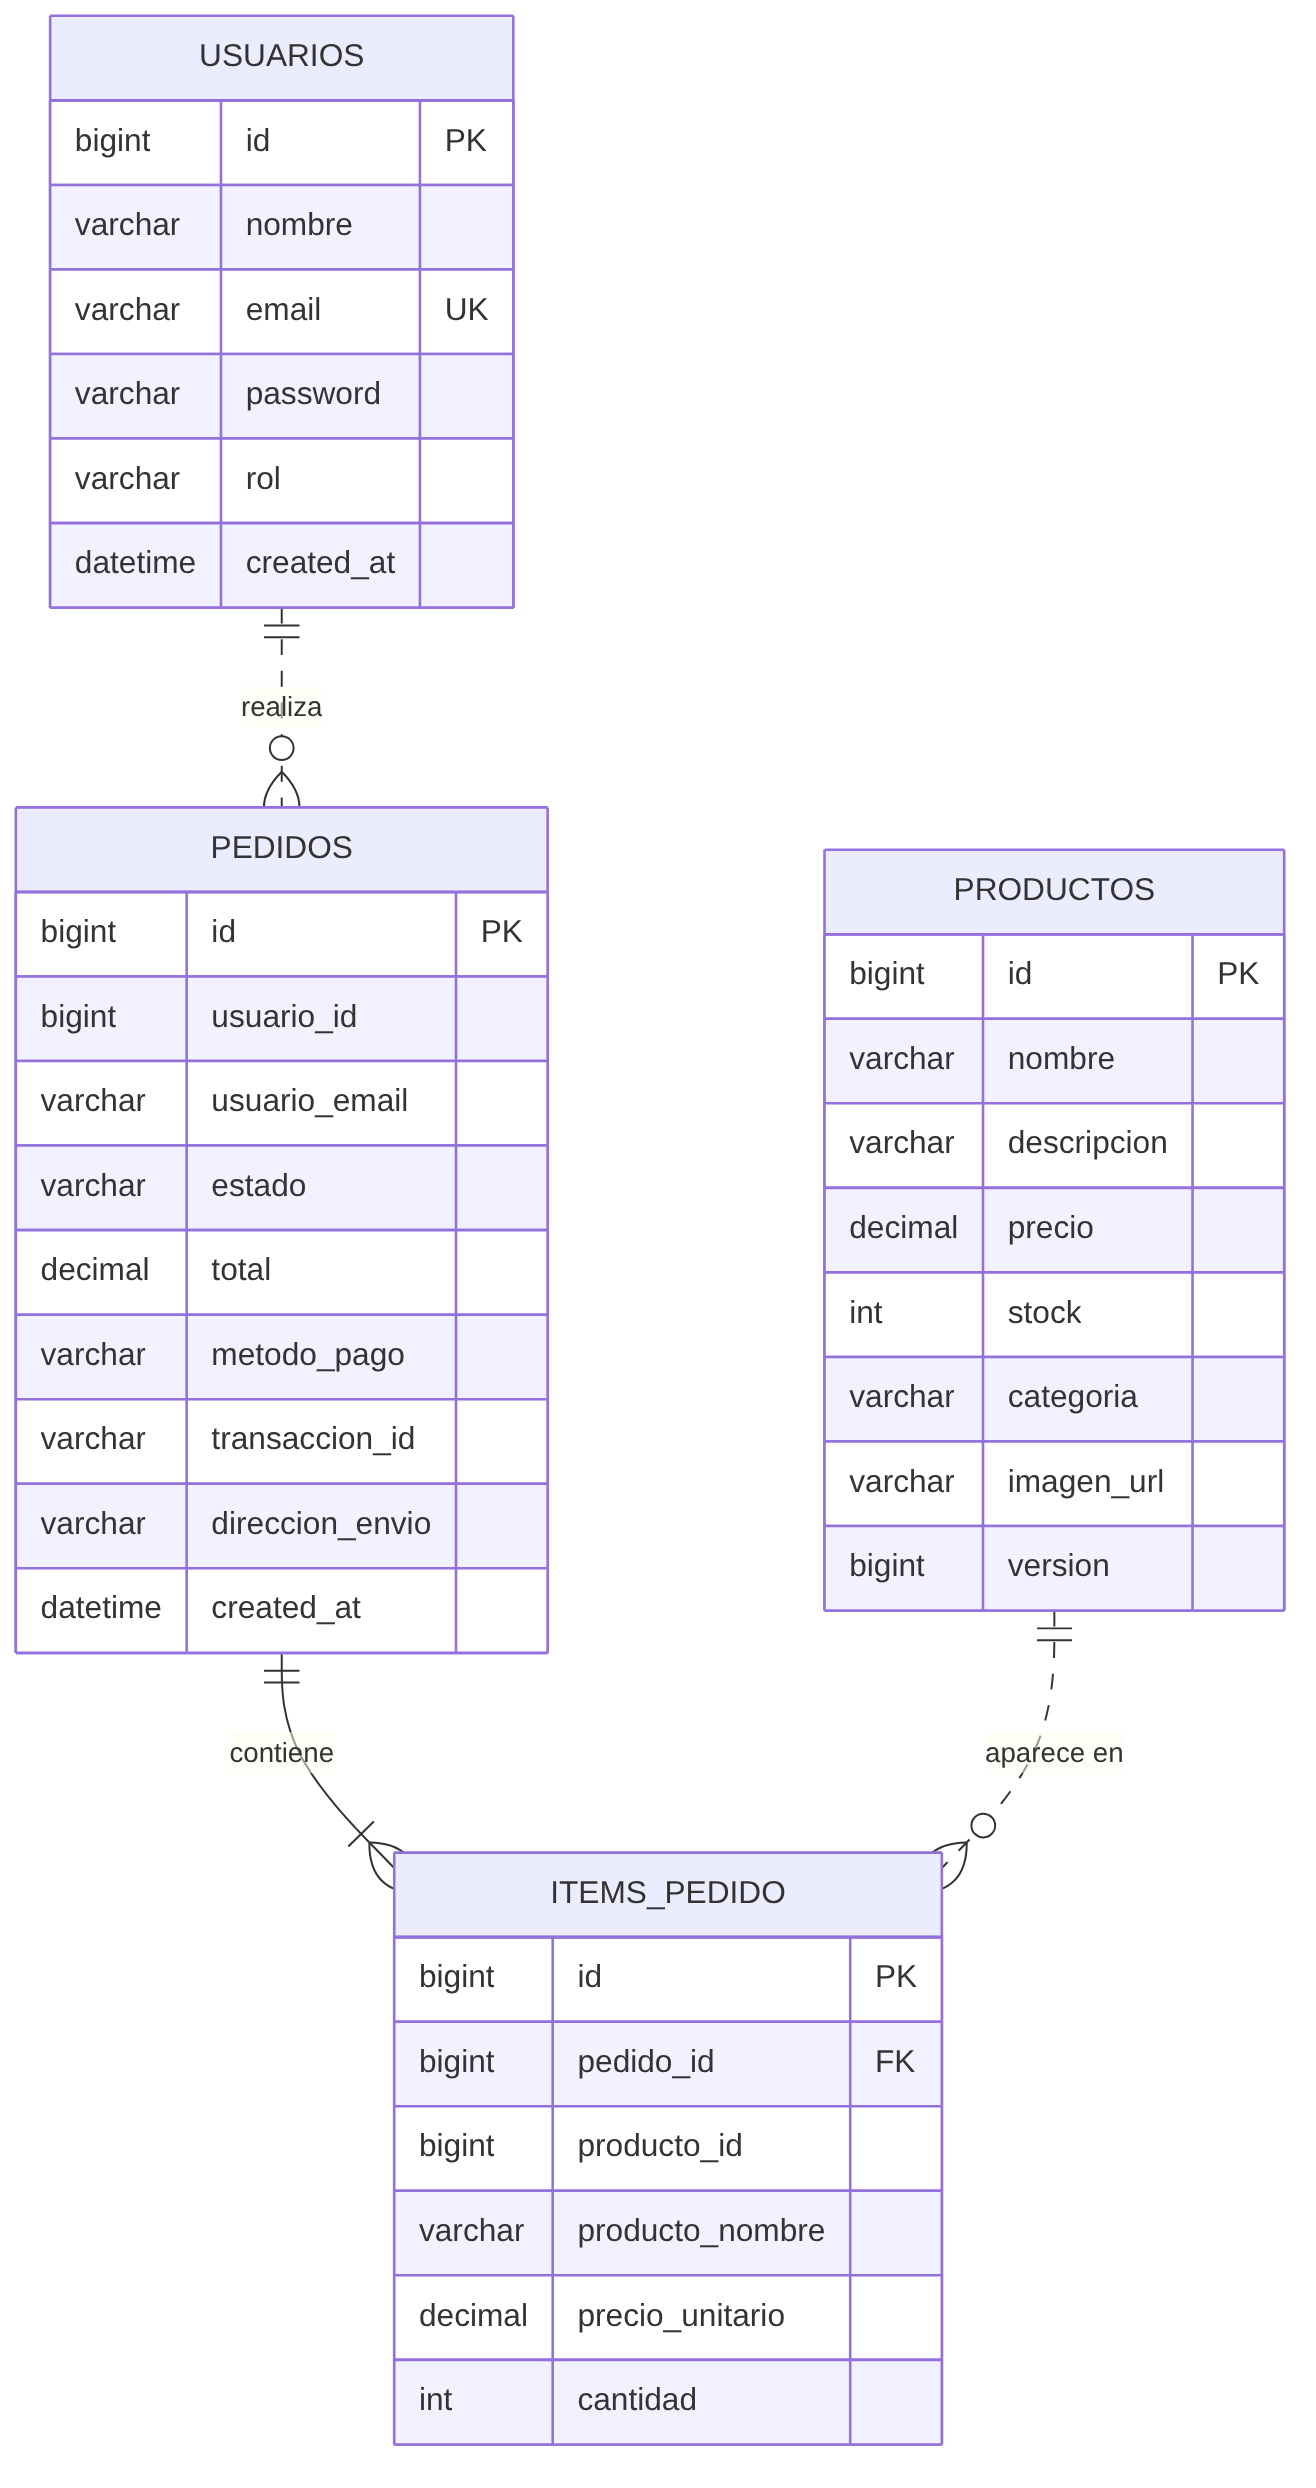 USUARIOS
bigint id PK
varchar nombre
varchar email UK
varchar password
varchar rol
datetime created_at
realiza
PEDIDOS
bigint id PK
bigint usuario_id
varchar usuario_email
varchar estado
decimal total
varchar metodo_pago
varchar transaccion_id
varchar direccion_envio
datetime created_at
PRODUCTOS
bigint id PK
varchar nombre
varchar descripcion
decimal precio
int stock
varchar categoria
varchar imagen_url
bigint version
contiene
aparece en
ITEMS_PEDIDO
bigint id PK
bigint pedido_id FK
bigint producto_id
varchar producto_nombre
decimal precio_unitario
int cantidad